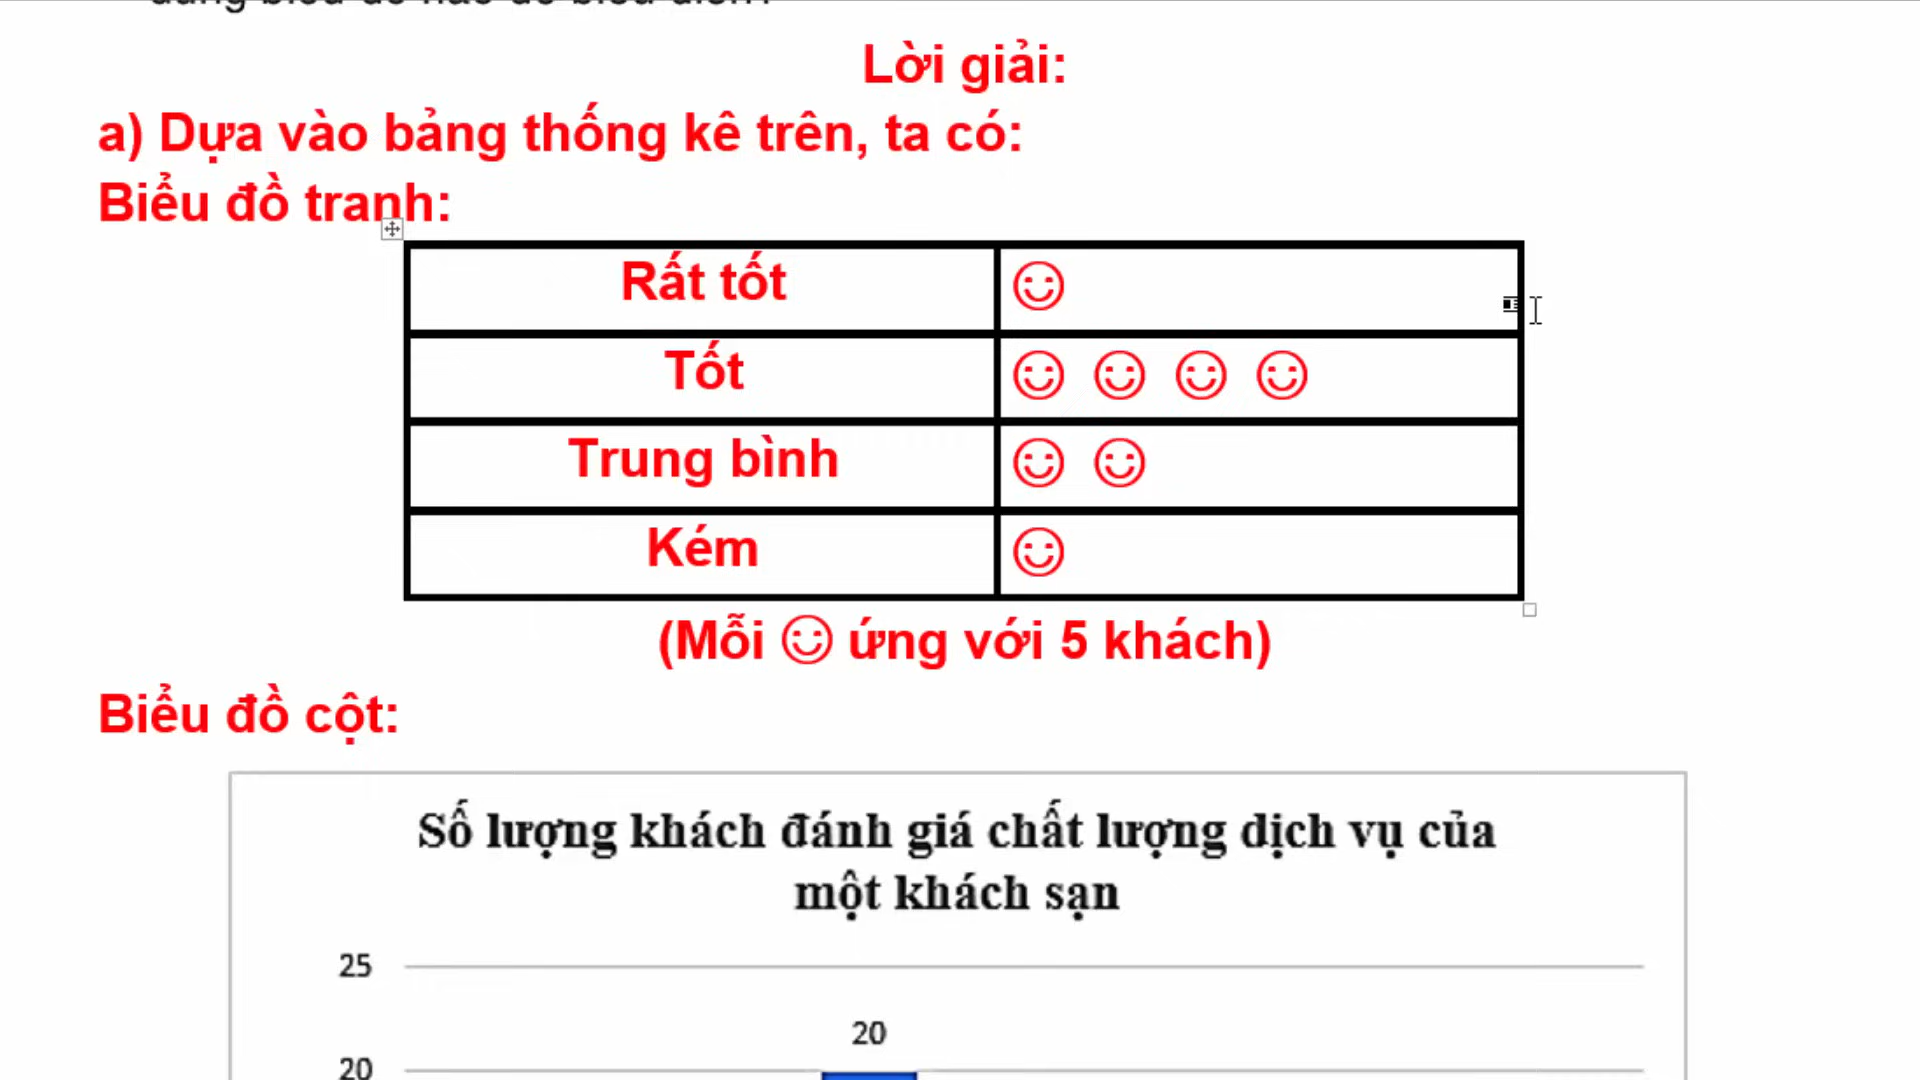 Lời giải:
a) Dựa vào bảng thống kê trên, ta có:
Biểu đồ tranh:
Rất tốt ☺
Tốt ☺ ☺ ☺ ☺
Trung bình ☺ ☺
Kém ☺
(Mỗi ☺ ứng với 5 khách)
Biểu đồ cột:
Số lượng khách đánh giá chất lượng dịch vụ của
một khách sạn
25
20
20